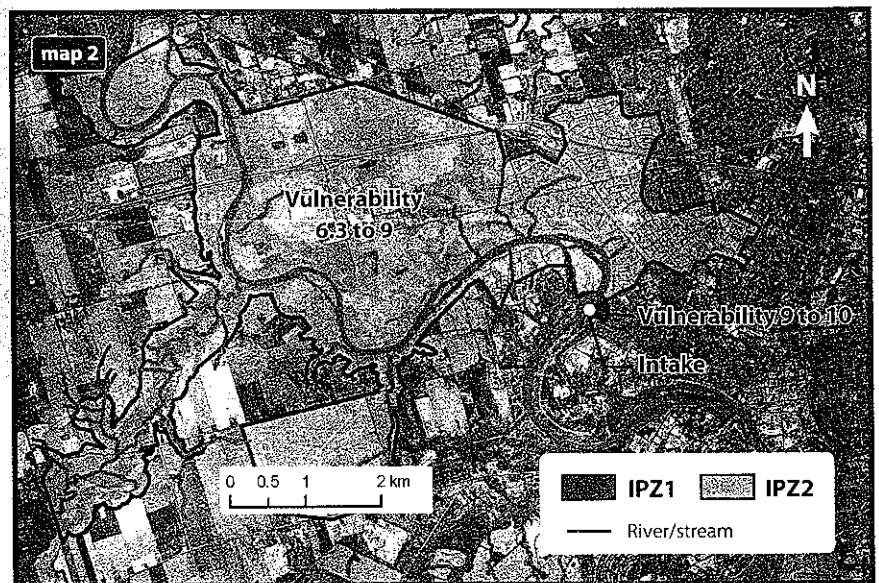 map 2
N
Vulnerability
6.3 to 9
Vulnerability 9 to 10
Intake
0 0.5 1 2 km
IPZ1 IPZ2
River/stream